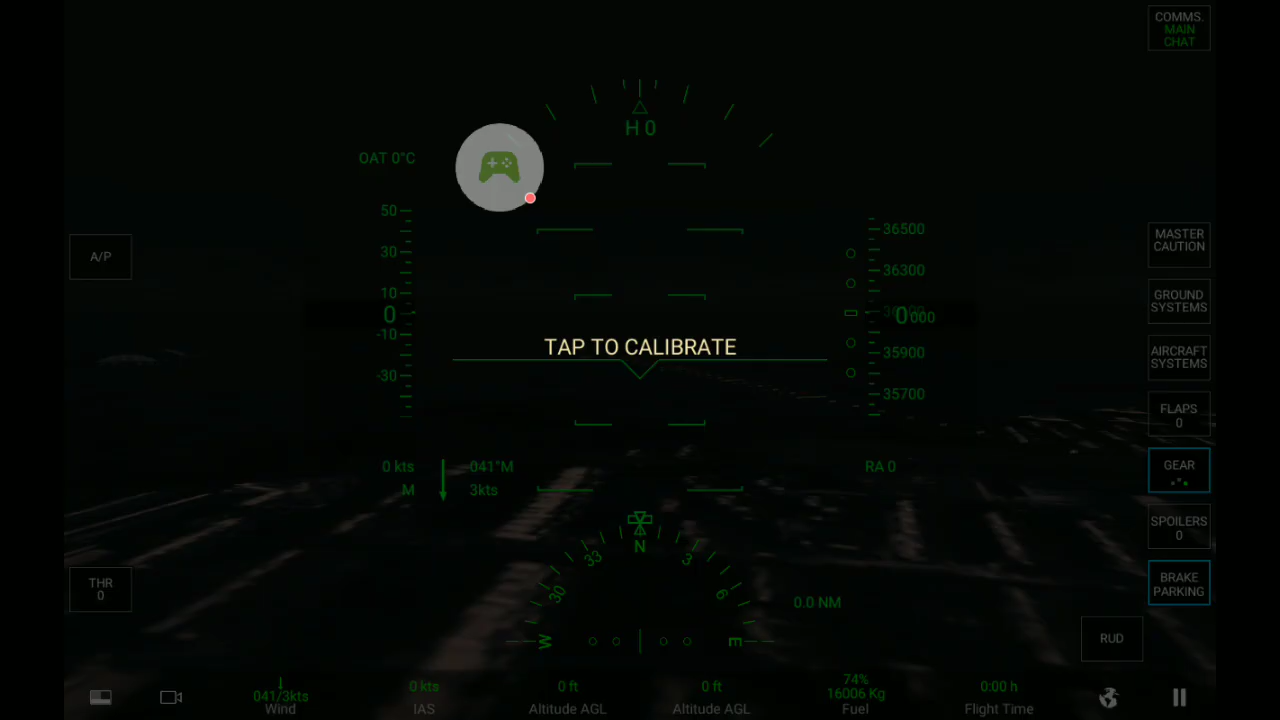 COMMS.
MAIN
CHAT
H 0
OAT 0°C
50
30
10
0
-10
-30
36500
36300
0 000
35900
35700
A/P
MASTER
CAUTION
GROUND
SYSTEMS
AIRCRAFT
SYSTEMS
FLAPS
0
GEAR
SPOILERS
0
BRAKE
PARKING
TAP TO CALIBRATE
0 kts
M
041°M
3kts
RA 0
N
33
3
30
6
W
E
0.0 NM
THR
0
RUD
041/3kts
Wind
0 kts
IAS
0 ft
Altitude AGL
0 ft
Altitude AGL
74%
16006 Kg
Fuel
0:00 h
Flight Time